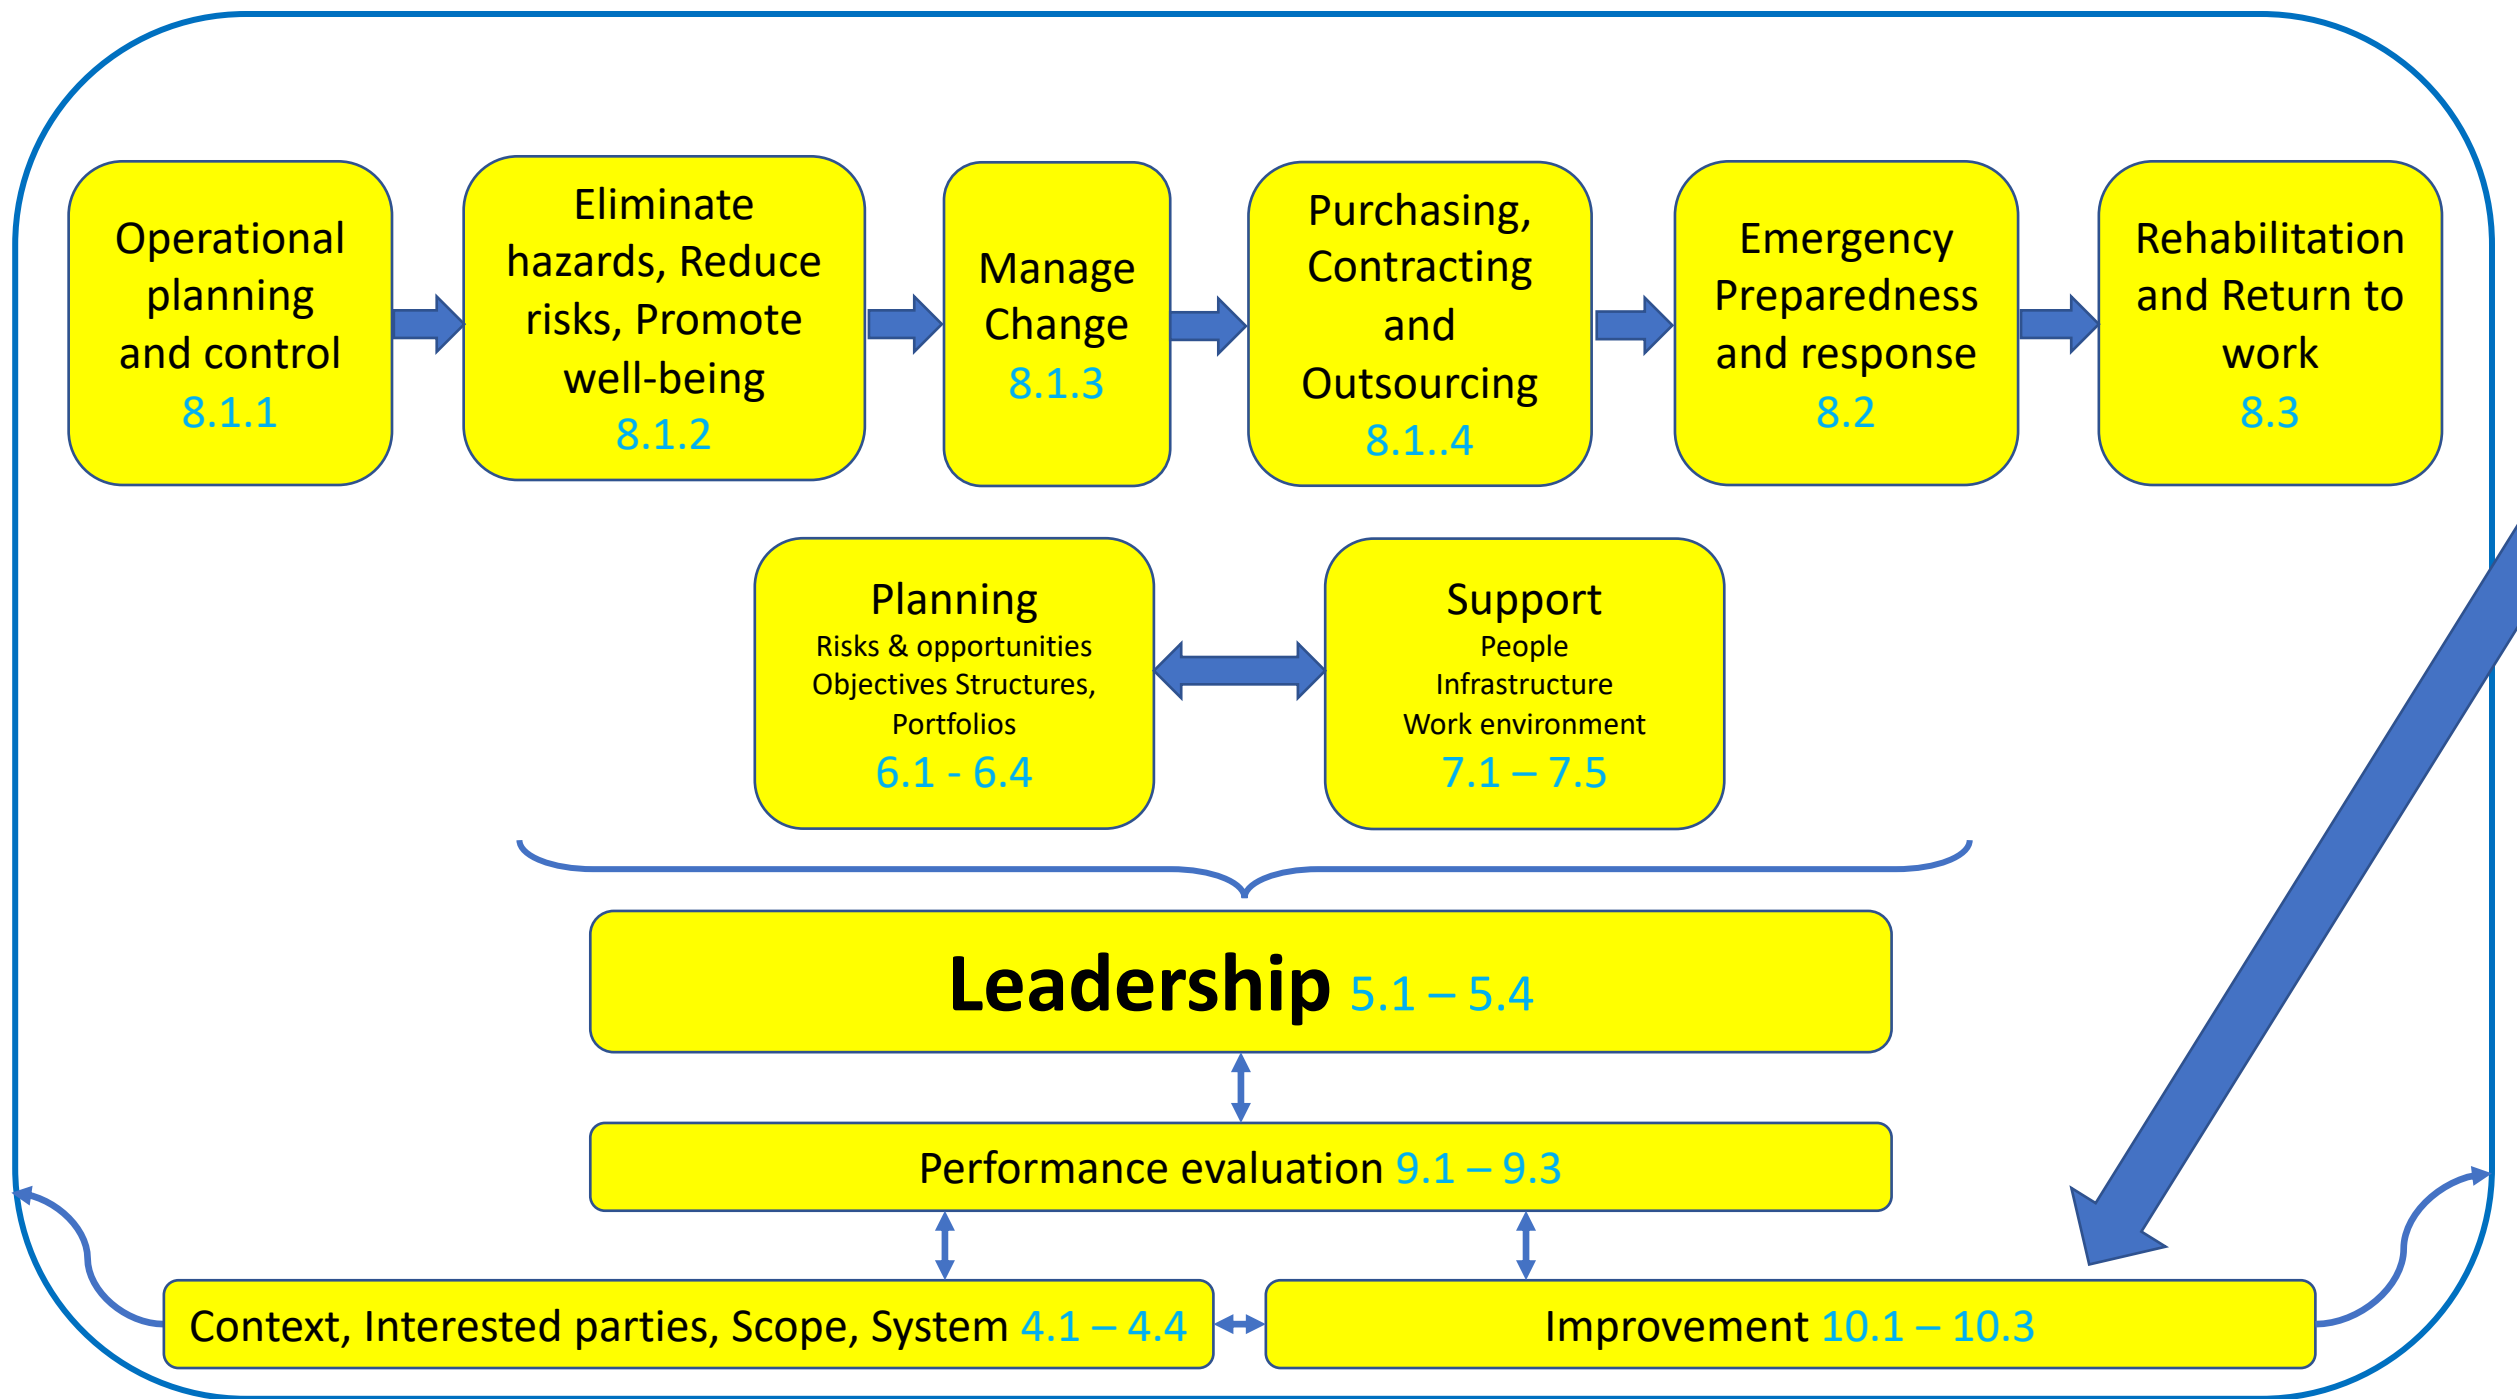 Operational
planning
and control
8.1.1
Eliminate
hazards, Reduce
risks, Promote
well-being
8.1.2
Manage
Change
8.1.3
Purchasing,
Contracting
and
Outsourcing
8.1..4
Emergency
Preparedness
and response
8.2
Rehabilitation
and Return to
work
8.3
Planning
Risks & opportunities
Objectives Structures,
Portfolios
6.1 - 6.4
Support
People
Infrastructure
Work environment
7.1 – 7.5
Leadership 5.1 – 5.4
Performance evaluation 9.1 – 9.3
Context, Interested parties, Scope, System 4.1 – 4.4
Improvement 10.1 – 10.3